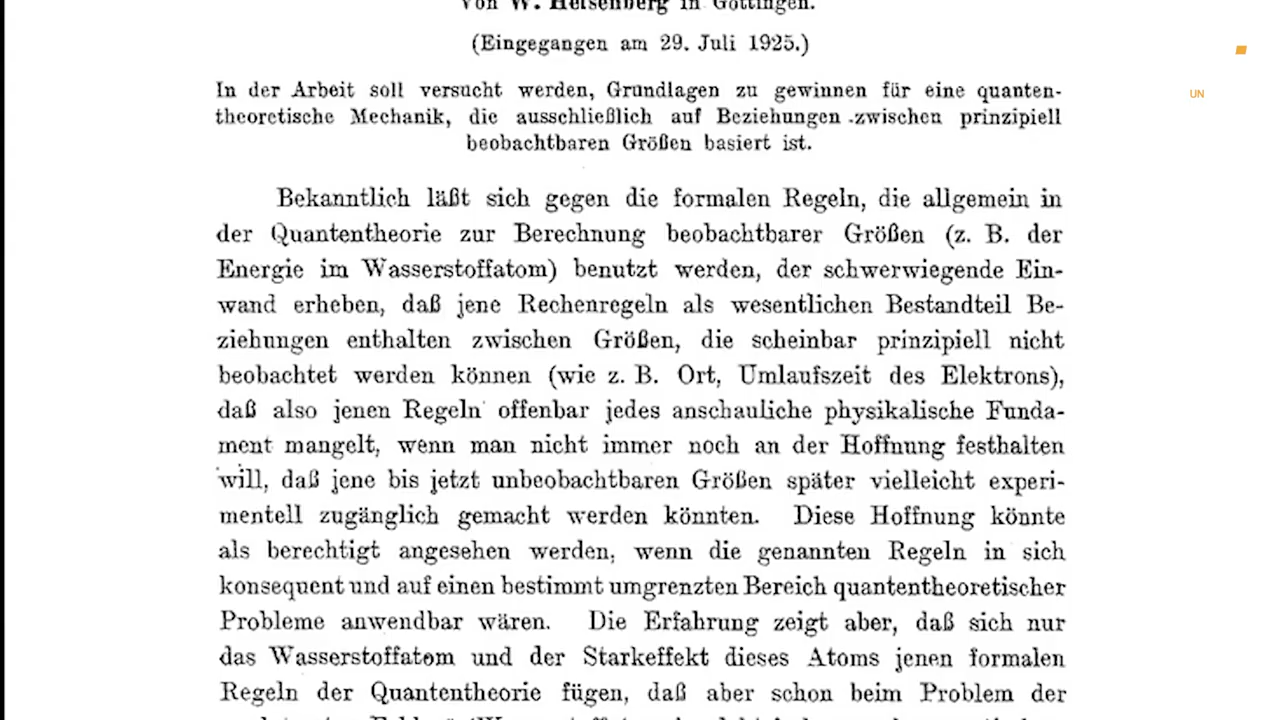 Von W. Heisenberg in Göttingen.
(Eingegangen am 29. Juli 1925.)
In der Arbeit soll versucht werden, Grundlagen zu gewinnen für eine quanten-
theoretische Mechanik, die ausschließlich auf Beziehungen zwischen prinzipiell
beobachtbaren Größen basiert ist.
Bekanntlich läßt sich gegen die formalen Regeln, die allgemein in
der Quantentheorie zur Berechnung beobachtbarer Größen (z. B. der
Energie im Wasserstoffatom) benutzt werden, der schwerwiegende Ein-
wand erheben, daß jene Rechenregeln als wesentlichen Bestandteil Be-
ziehungen enthalten zwischen Größen, die scheinbar prinzipiell nicht
beobachtet werden können (wie z. B. Ort, Umlaufszeit des Elektrons),
daß also jenen Regeln offenbar jedes anschauliche physikalische Funda-
ment mangelt, wenn man nicht immer noch an der Hoffnung festhalten
will, daß jene bis jetzt unbeobachtbaren Größen später vielleicht experi-
mentell zugänglich gemacht werden könnten. Diese Hoffnung könnte
als berechtigt angesehen werden, wenn die genannten Regeln in sich
konsequent und auf einen bestimmt umgrenzten Bereich quantentheoretischer
Probleme anwendbar wären. Die Erfahrung zeigt aber, daß sich nur
das Wasserstoffatom und der Starkeffekt dieses Atoms jenen formalen
Regeln der Quantentheorie fügen, daß aber schon beim Problem der
UN